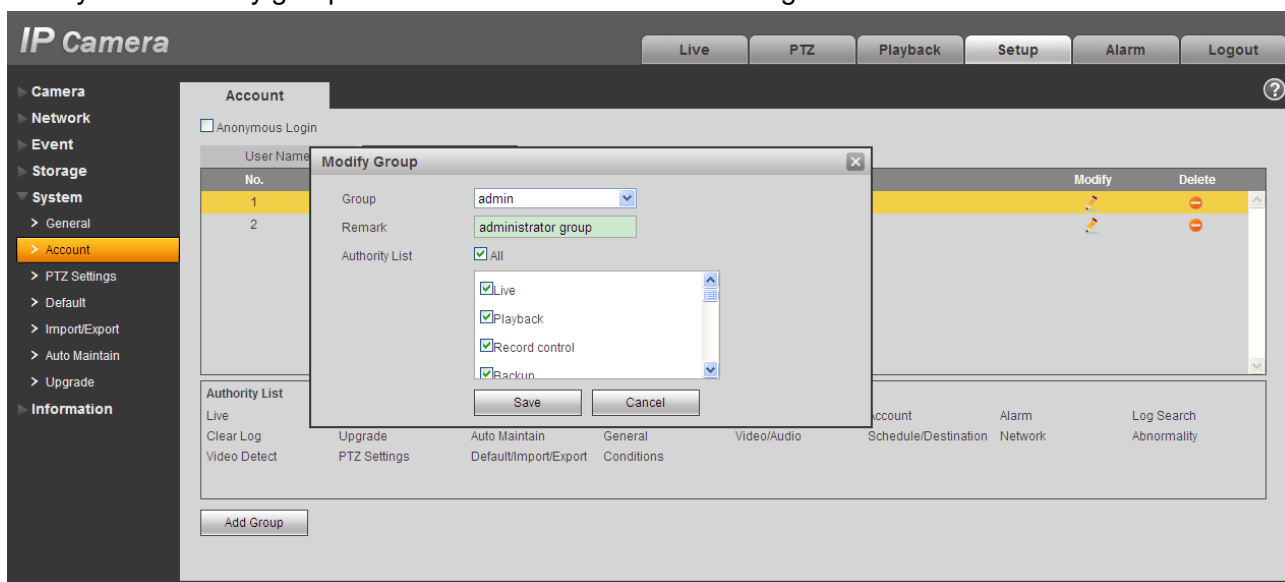 IP Camera
Live PTZ Playback Setup Alarm Logout
?
Camera
Network
Event
Storage
System
> General
> Account
> PTZ Settings
> Default
> Import/Export
> Auto Maintain
> Upgrade
Information
Account
Anonymous Login
User Name
No. Modify Delete
1
2
Modify Group
Group admin
Remark administrator group
Authority List All
Live
Playback
Record control
Backup
Save Cancel
Authority List
Live Account Alarm Log Search
Clear Log Upgrade Auto Maintain General Video/Audio Schedule/Destination Network Abnormality
Video Detect PTZ Settings Default/Import/Export Conditions
Add Group